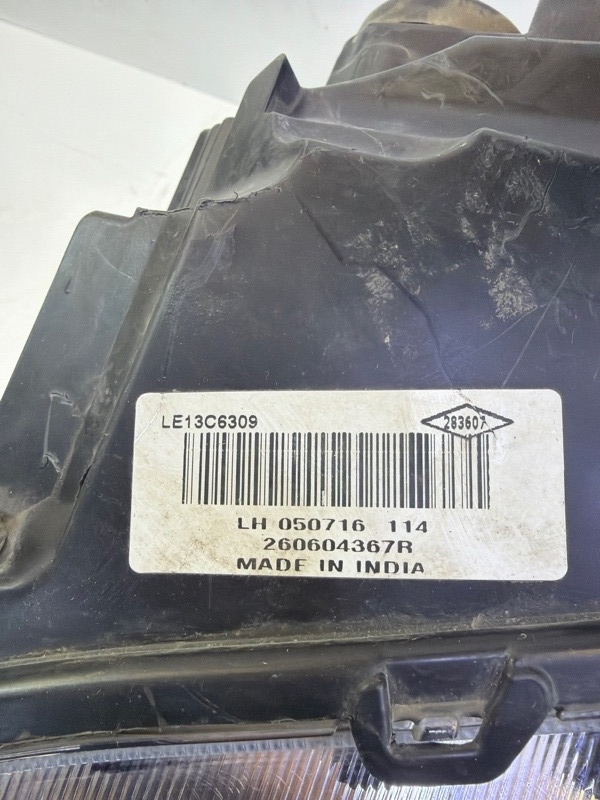 LE13C6309
283607
LH 050716 114
260604367R
MADE IN INDIA